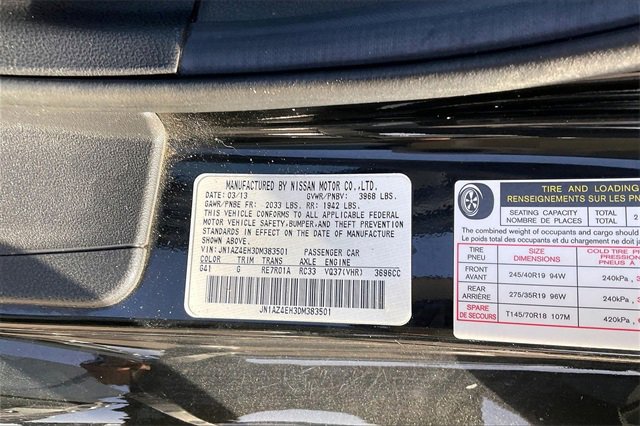 MANUFACTURED BY NISSAN MOTOR CO.,LTD.
DATE: 03/13 GVWR/PNBV: 3968 LBS.
GAWR/PNBE FR: 2033 LBS. RR: 1942 LBS.
THIS VEHICLE CONFORMS TO ALL APPLICABLE FEDERAL
MOTOR VEHICLE SAFETY,BUMPER,AND THEFT PREVENTION
STANDARDS IN EFFECT ON THE DATE OF MANUFACTURE
SHOWN ABOVE.
VIN:JN1AZ4EH3DM383501 PASSENGER CAR
COLOR TRIM TRANS AXLE ENGINE
G41 G RE7R01A RC33 VQ37(VHR) 3696CC
JN1AZ4EH3DM383501
TIRE AND LOADING
RENSEIGNEMENTS SUR LES PN
SEATING CAPACITY TOTAL 2
NOMBRE DE PLACES TOTAL
The combined weight of occupants and cargo should
Le poids total des occupants et du chargement ne doit
TIRE SIZE COLD TI
PNEU DIMENSIONS PRESSION
PNEUS À
FRONT
AVANT 245/40R19 94W 240kPa,
REAR
ARRIÈRE 275/35R19 96W 240kPa,
SPARE
DE SECOURS T145/70R18 107M 420kPa,